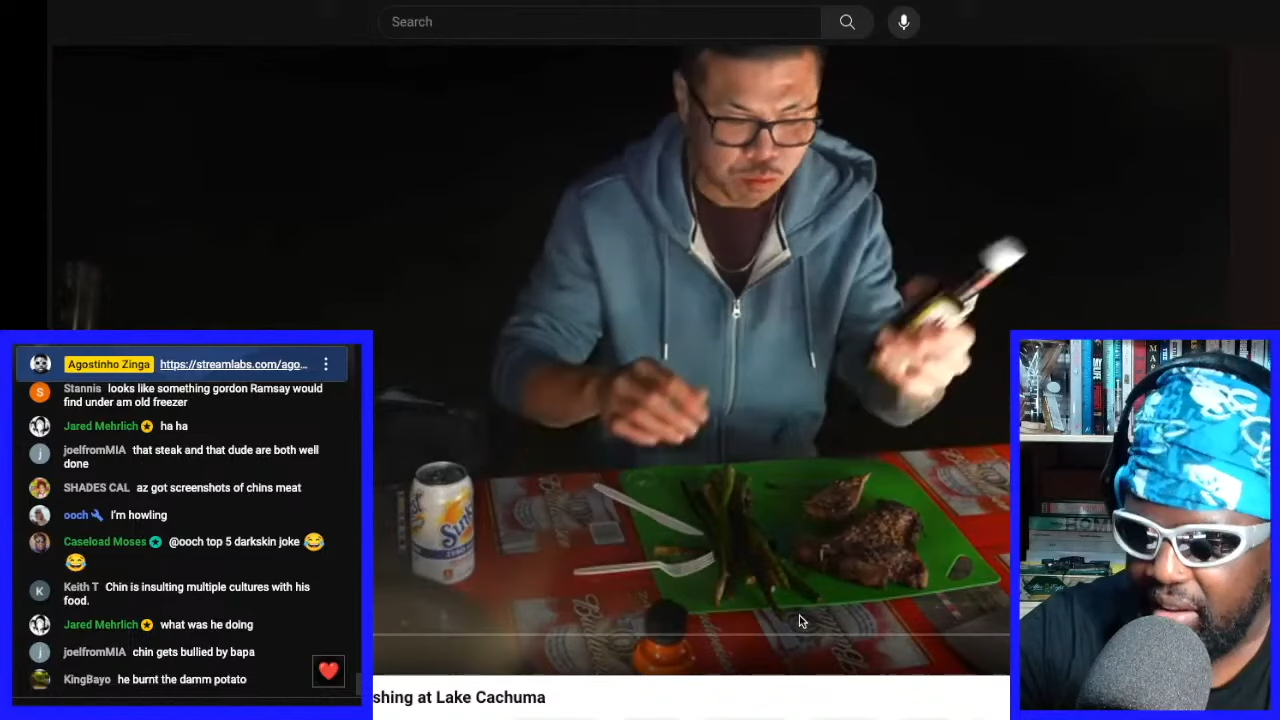 Search
Agostinho Zinga https://streamlabs.com/ago...
Stannis looks like something gordon Ramsay would
find under am old freezer
Jared Mehrlich ha ha
joelfromMIA that steak and that dude are both well
done
SHADES CAL az got screenshots of chins meat
ooch I'm howling
Caseload Moses @ooch top 5 darkskin joke 😂
😂
Keith T Chin is insulting multiple cultures with his
food.
Jared Mehrlich what was he doing
joelfromMIA chin gets bullied by bapa
KingBayo he burnt the damm potato
shing at Lake Cachuma